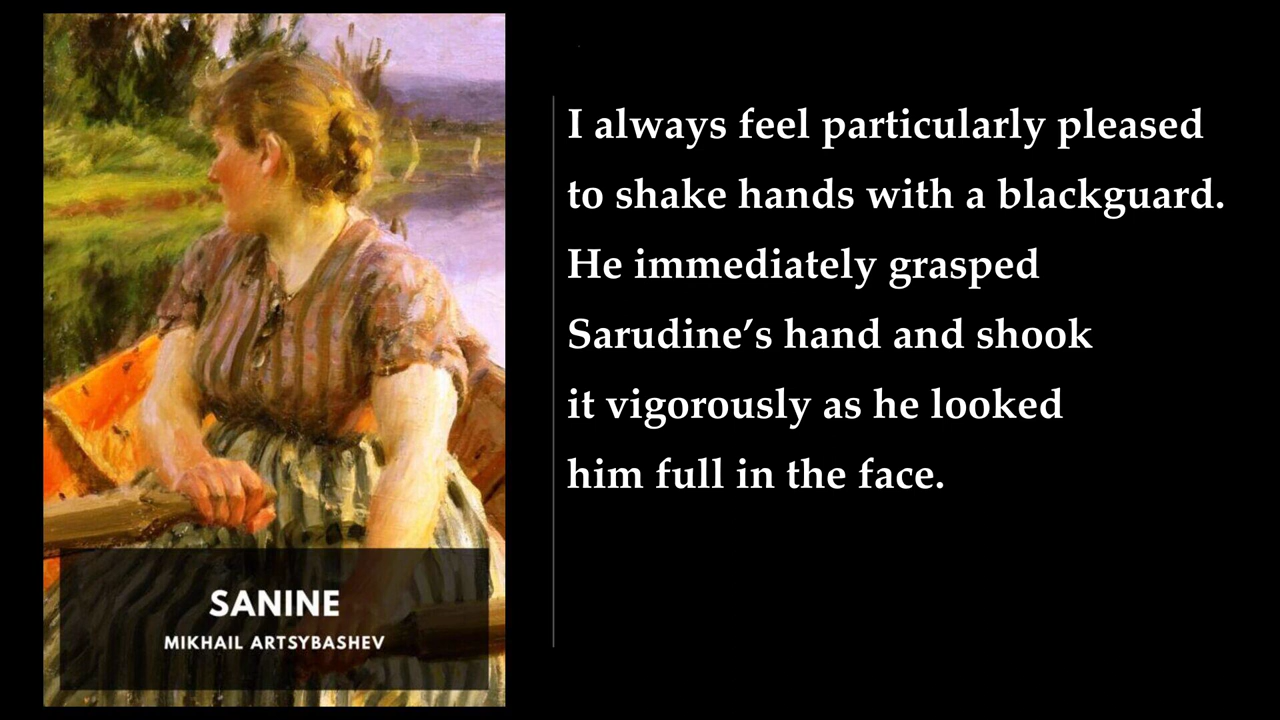 SANINE
MIKHAIL ARTSYBASHEV
I always feel particularly pleased
to shake hands with a blackguard.
He immediately grasped
Sarudine’s hand and shook
it vigorously as he looked
him full in the face.